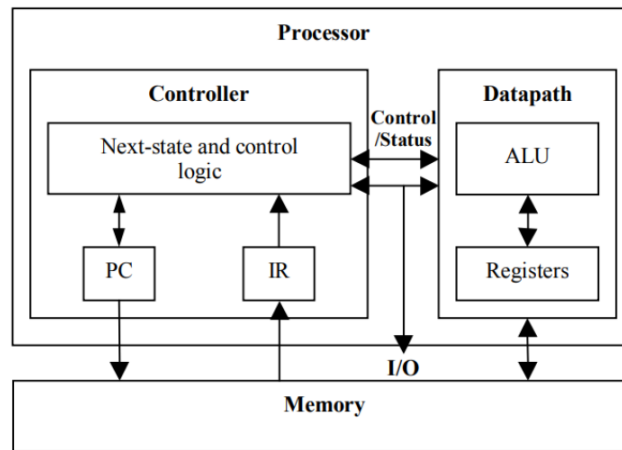 Processor
Controller
Control
/Status
Datapath
Next-state and control
logic
ALU
PC
IR
Registers
I/O
Memory